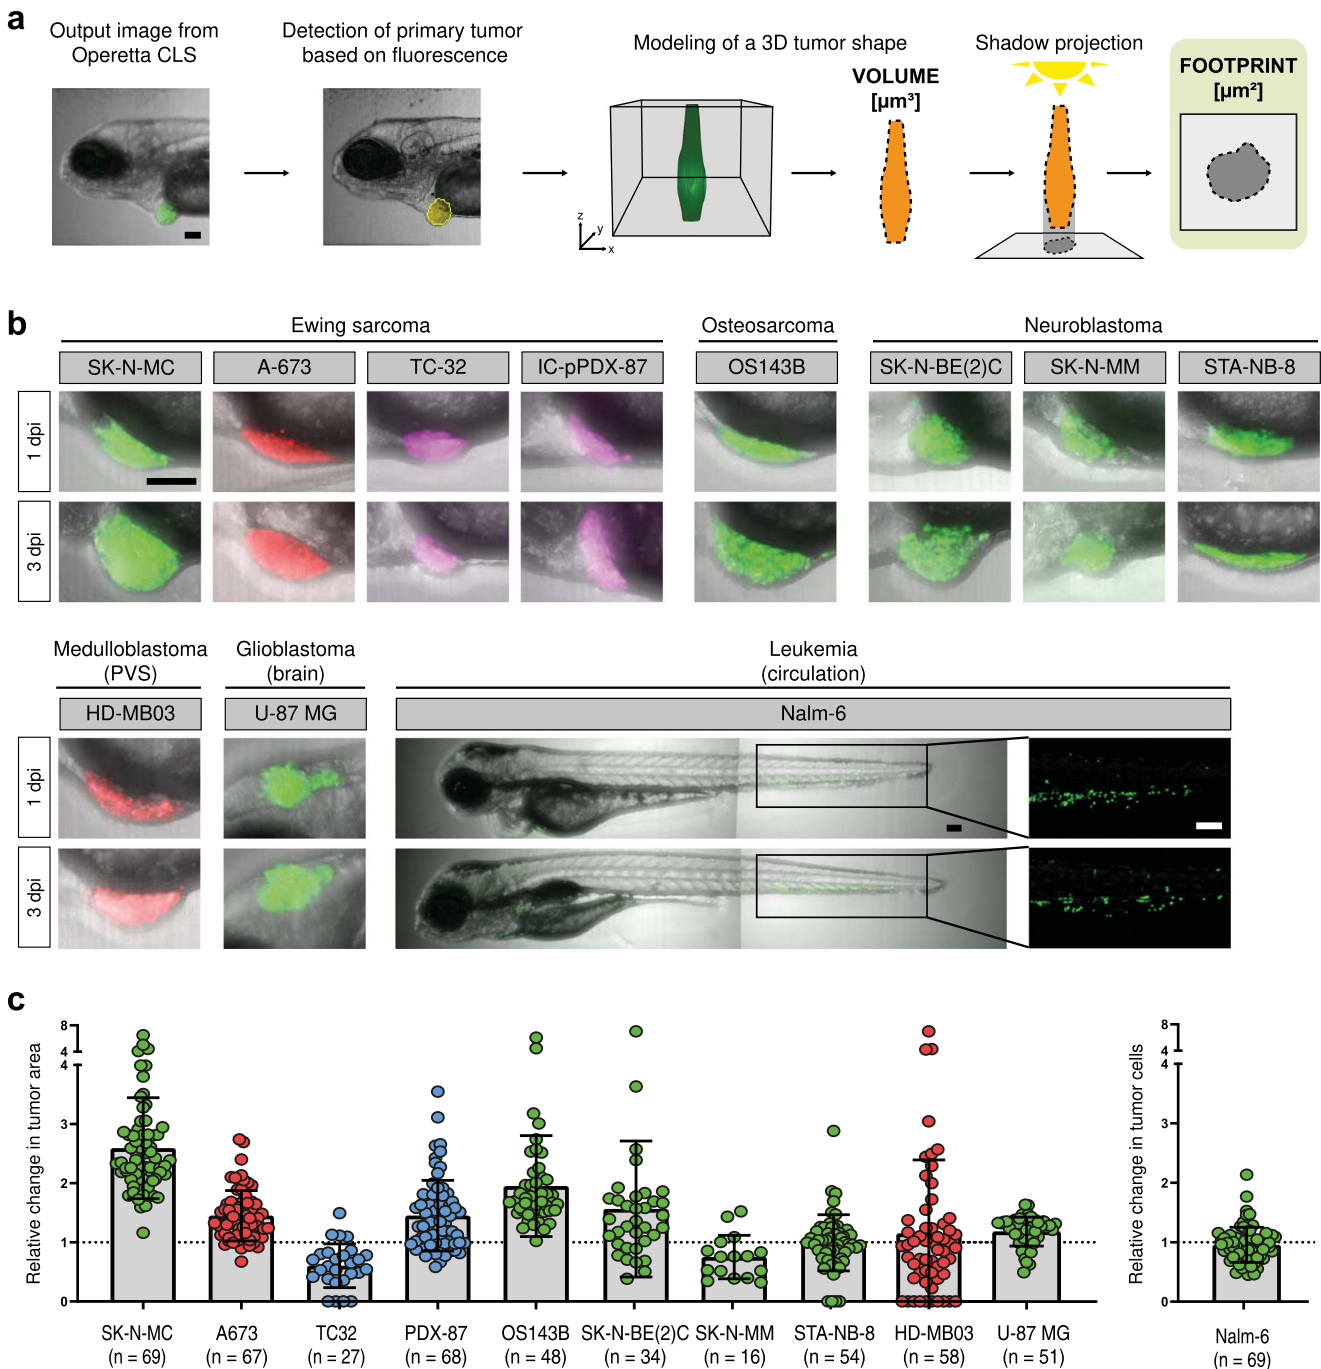 a
Output image from
Operetta CLS
Detection of primary tumor
based on fluorescence
Modeling of a 3D tumor shape
VOLUME
[µm³]
Shadow projection
FOOTPRINT
[µm²]
z
y
x
b
Ewing sarcoma
Osteosarcoma
Neuroblastoma
SK-N-MC
A-673
TC-32
IC-pPDX-87
OS143B
SK-N-BE(2)C
SK-N-MM
STA-NB-8
1 dpi
3 dpi
Medulloblastoma
(PVS)
Glioblastoma
(brain)
Leukemia
(circulation)
HD-MB03
U-87 MG
Nalm-6
1 dpi
3 dpi
c
Relative change in tumor area
8
4
4
3
2
1
0
SK-N-MC
(n = 69)
A673
(n = 67)
TC32
(n = 27)
PDX-87
(n = 68)
OS143B
(n = 48)
SK-N-BE(2)C
(n = 34)
SK-N-MM
(n = 16)
STA-NB-8
(n = 54)
HD-MB03
(n = 58)
U-87 MG
(n = 51)
Relative change in tumor cells
8
4
4
3
2
1
0
Nalm-6
(n = 69)